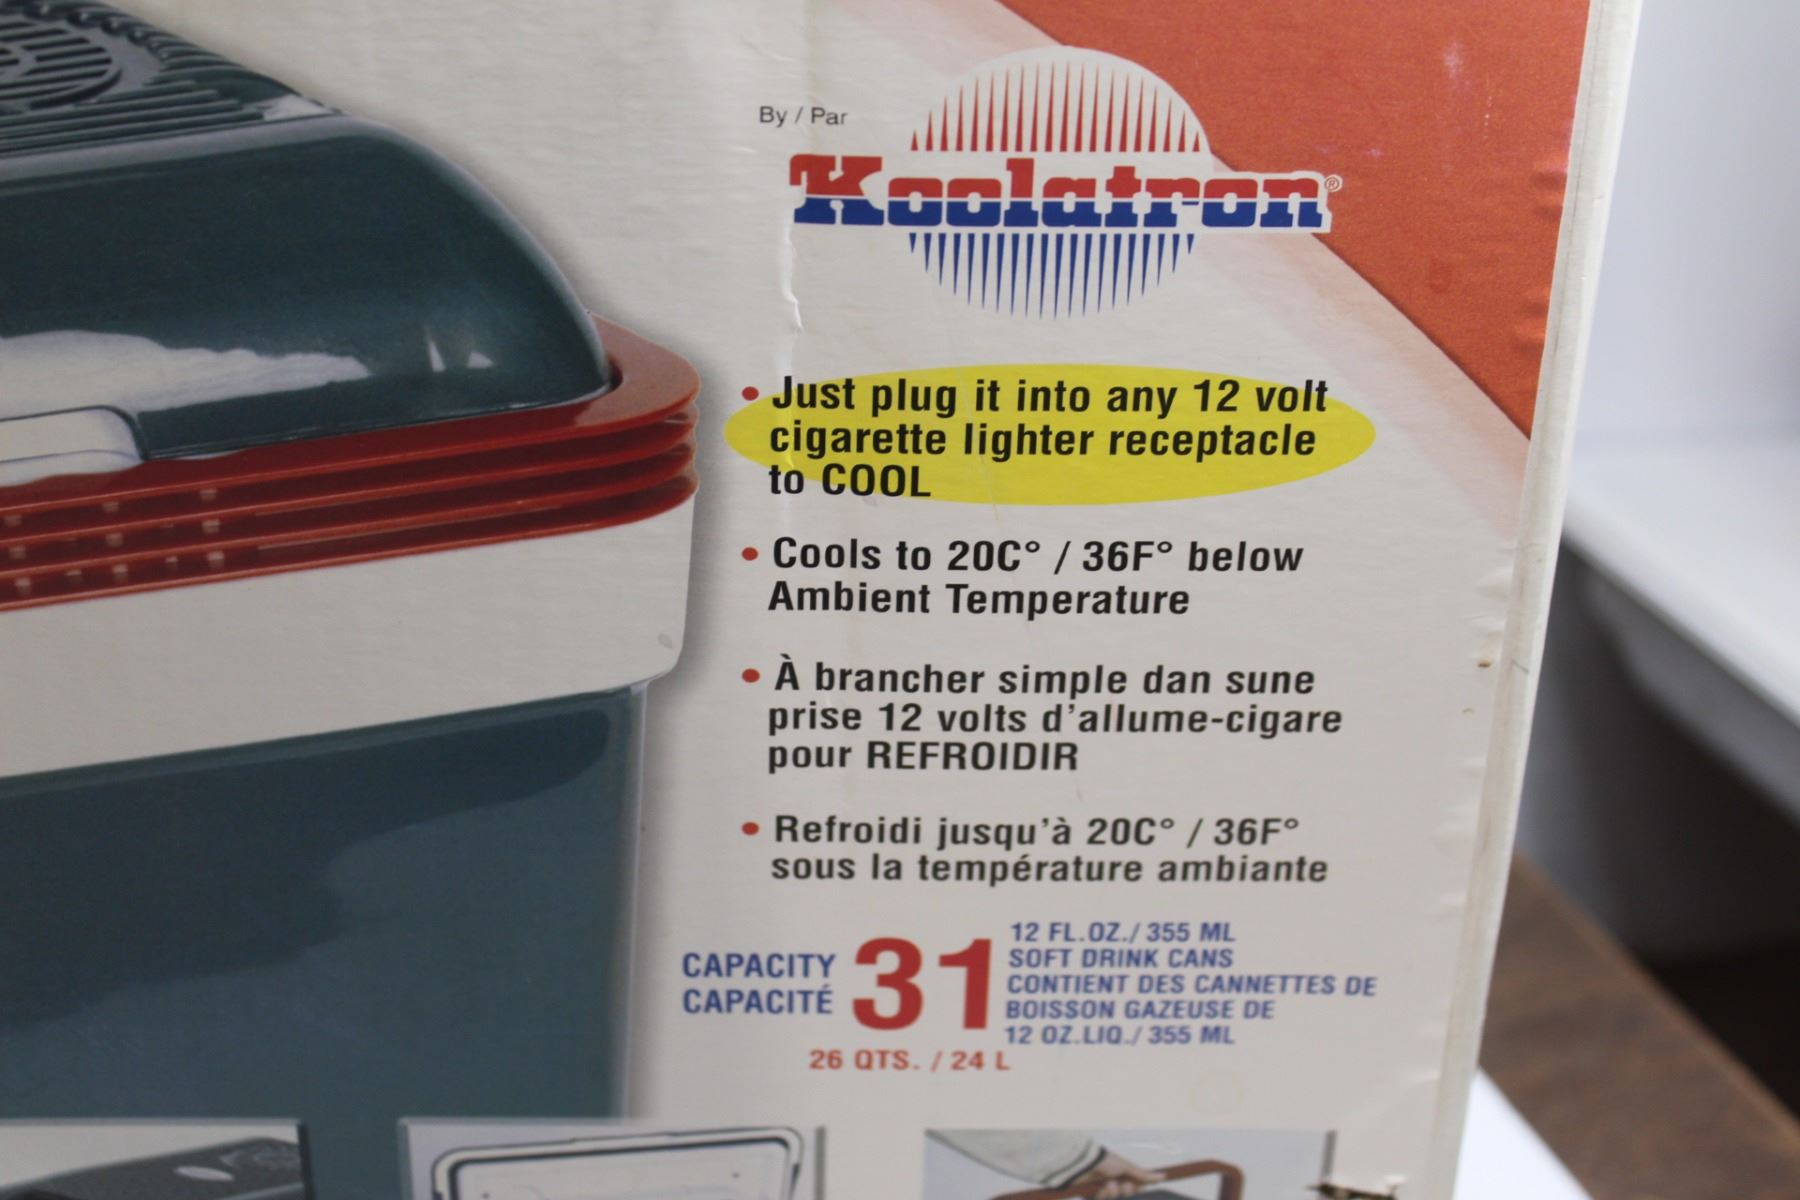 By / Par
Koolatron®
• Just plug it into any 12 volt
cigarette lighter receptacle
to COOL
• Cools to 20C° / 36F° below
Ambient Temperature
• À brancher simple dan sune
prise 12 volts d'allume-cigare
pour REFROIDIR
• Refroidi jusqu'à 20C° / 36F°
sous la température ambiante
CAPACITY
CAPACITÉ
31
12 FL.OZ./ 355 ML
SOFT DRINK CANS
CONTIENT DES CANNETTES DE
BOISSON GAZEUSE DE
12 OZ.LIQ./ 355 ML
26 QTS. / 24 L